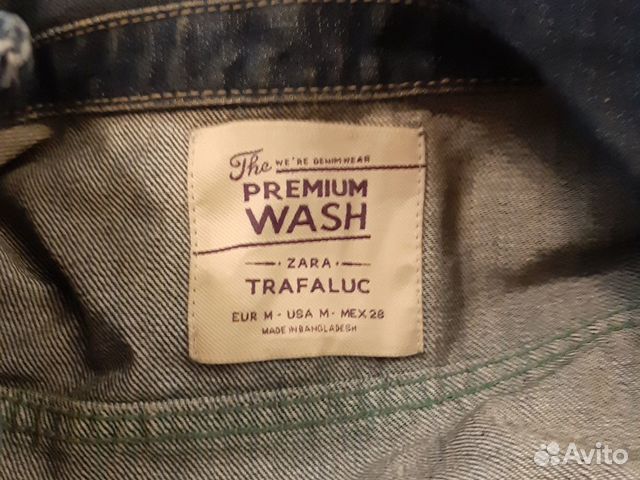 The WE'RE DENIMWEAR
PREMIUM
WASH
- ZARA -
TRAFALUC
EUR M - USA M - MEX 28
MADE IN BANGLADESH
Avito